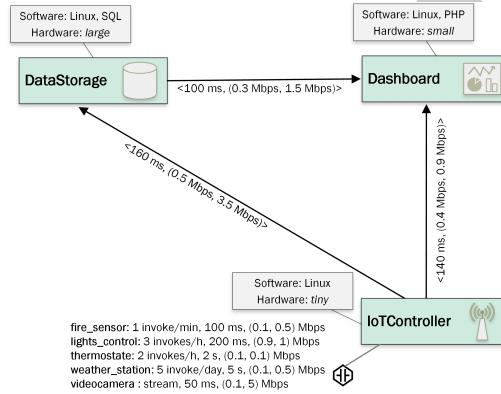 Software: Linux, SQL
Hardware: large
Software: Linux, PHP
Hardware: small
DataStorage
Dashboard
<100 ms, (0.3 Mbps, 1.5 Mbps)>
<160 ms, (0.5 Mbps, 3.5 Mbps)>
<140 ms, (0.4 Mbps, 0.9 Mbps)>
Software: Linux
Hardware: tiny
IoTController
fire_sensor: 1 invoke/min, 100 ms, (0.1, 0.5) Mbps
lights_control: 3 invokes/h, 200 ms, (0.9, 1) Mbps
thermostate: 2 invokes/h, 2 s, (0.1, 0.1) Mbps
weather_station: 5 invoke/day, 5 s, (0.1, 0.5) Mbps
videocamera : stream, 50 ms, (0.1, 5) Mbps